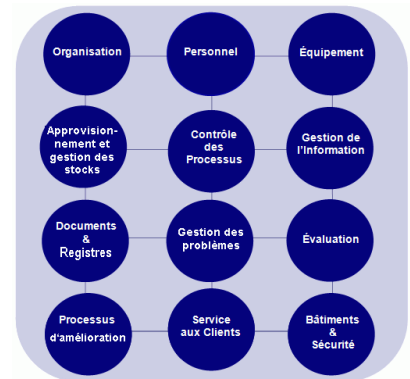 Organisation
Personnel
Équipement
Approvision-
nement et
gestion des
stocks
Contrôle
des
Processus
Gestion de
l'Information
Documents
&
Registres
Gestion des
problèmes
Évaluation
Processus
d'amélioration
Service
aux Clients
Bâtiments
&
Sécurité